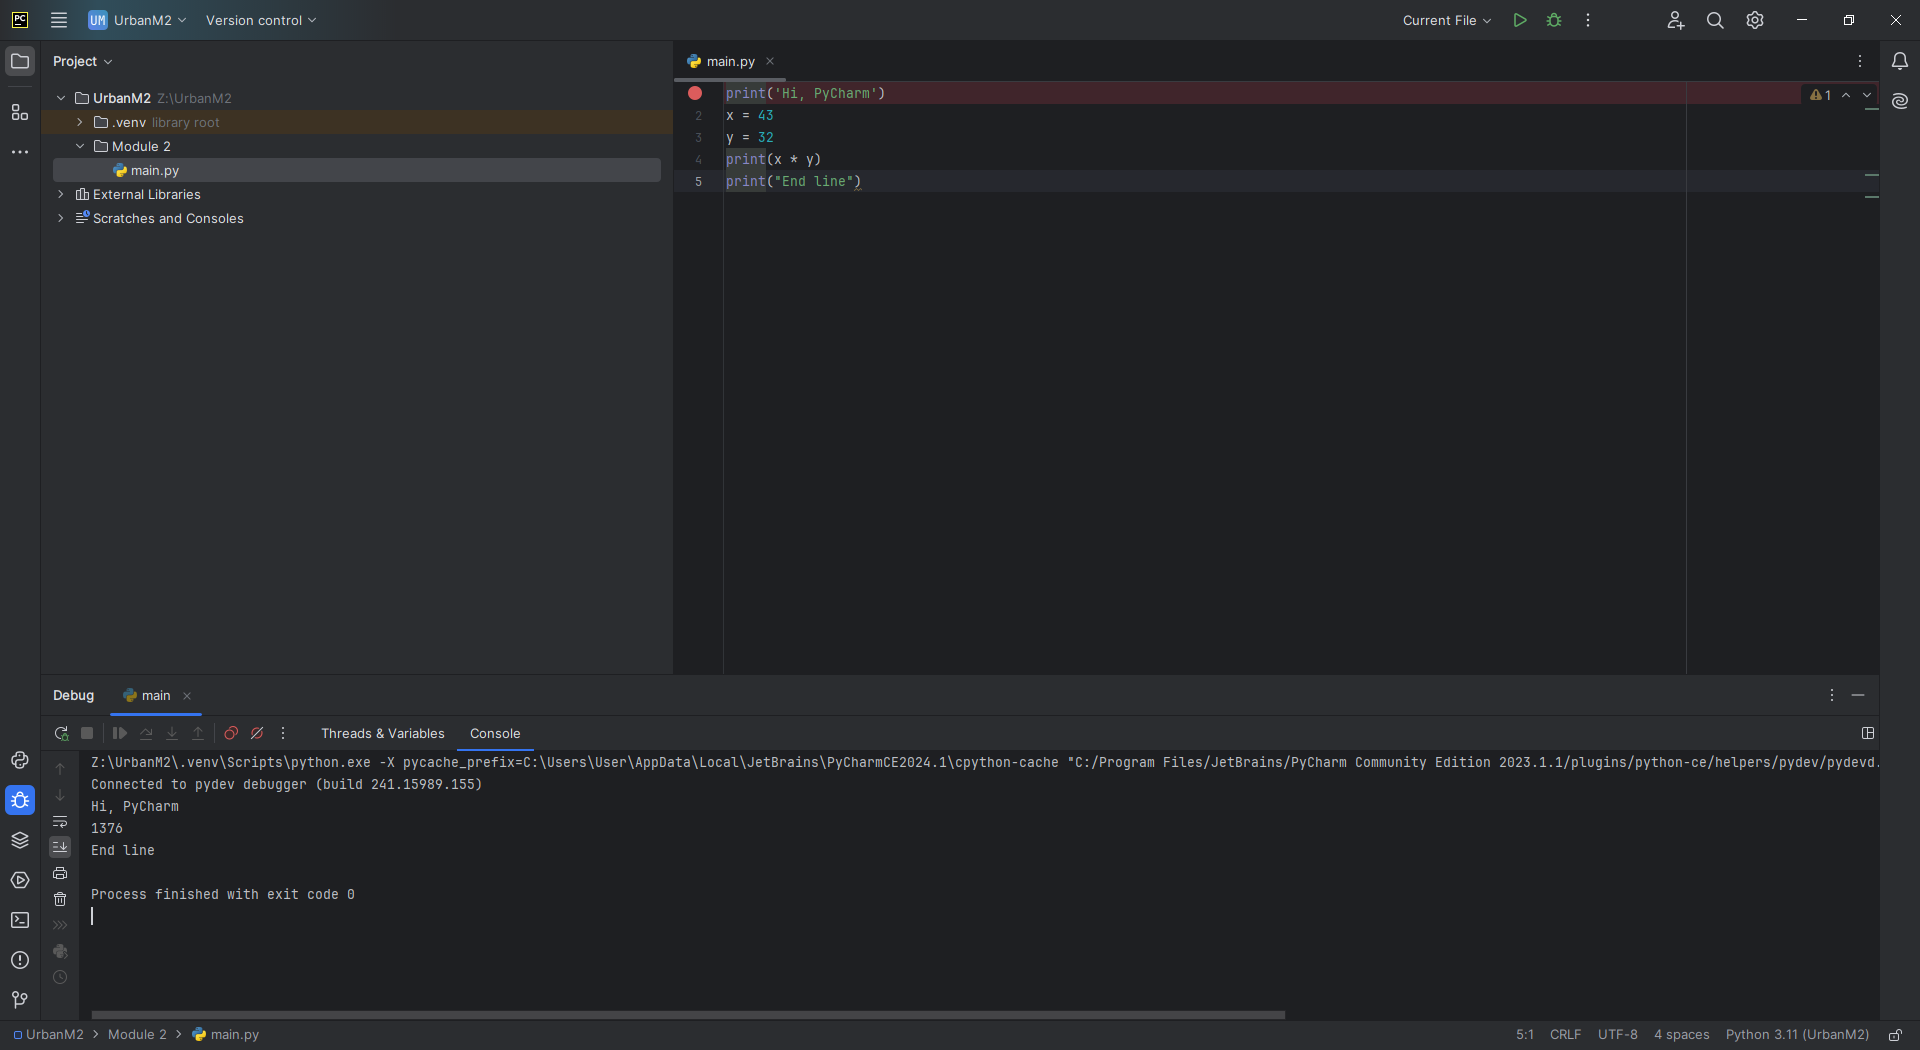 PC UM UrbanM2 Version control Current File
Project
main.py
UrbanM2 Z:\UrbanM2
.venv library root
Module 2
main.py
External Libraries
Scratches and Consoles
print('Hi, PyCharm')
1
2 x = 43
3 y = 32
4 print(x * y)
5 print("End line")
Debug main
Threads & Variables Console
Z:\UrbanM2\.venv\Scripts\python.exe -X pycache_prefix=C:\Users\User\AppData\Local\JetBrains\PyCharmCE2024.1\cpython-cache "C:/Program Files/JetBrains/PyCharm Community Edition 2023.1.1/plugins/python-ce/helpers/pydev/pydevd.
Connected to pydev debugger (build 241.15989.155)
Hi, PyCharm
1376
End line
Process finished with exit code 0
UrbanM2 Module 2 main.py 5:1 CRLF UTF-8 4 spaces Python 3.11 (UrbanM2)